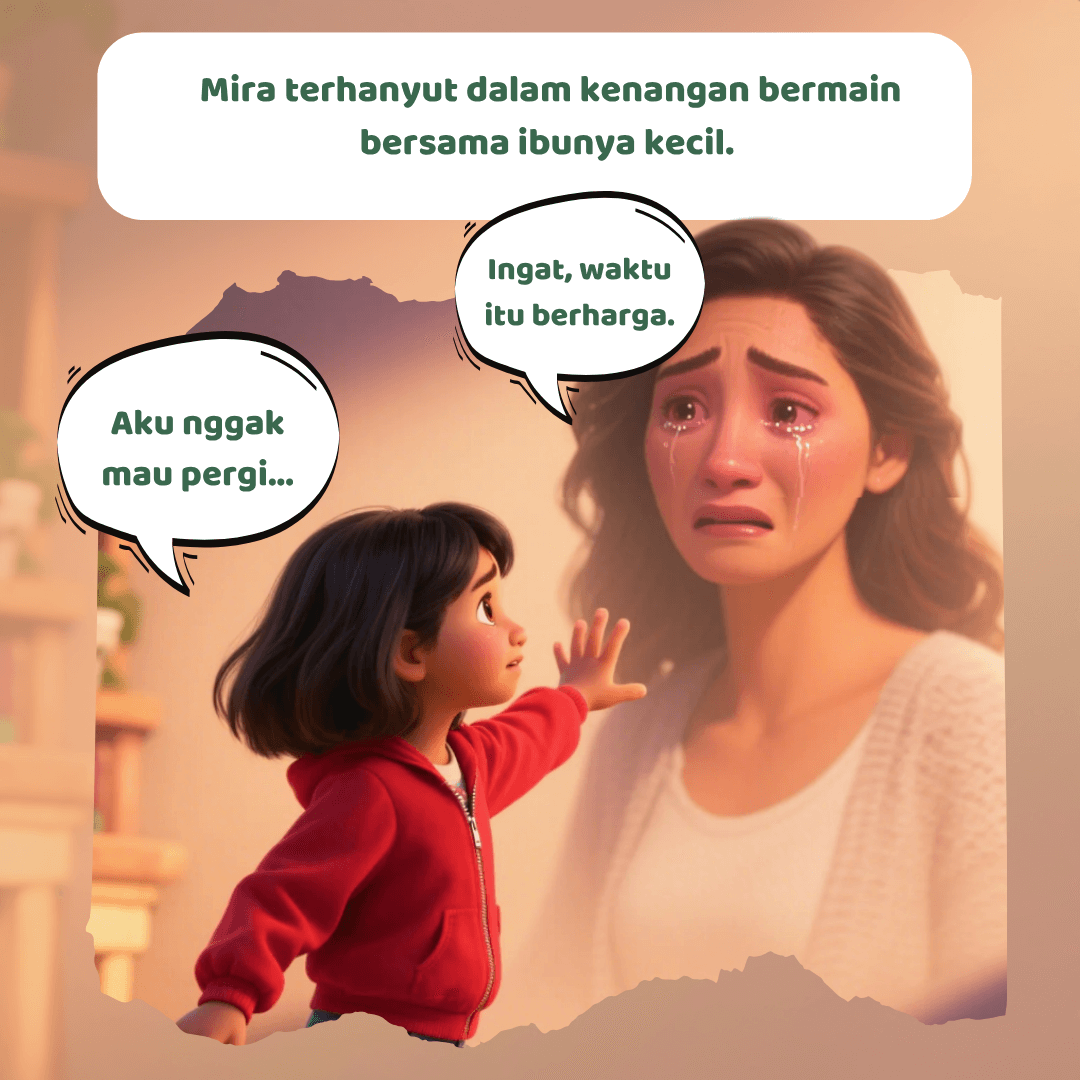 Mira terhanyut dalam kenangan bermain
bersama ibunya kecil.
Ingat, waktu
itu berharga.
Aku nggak
mau pergi...